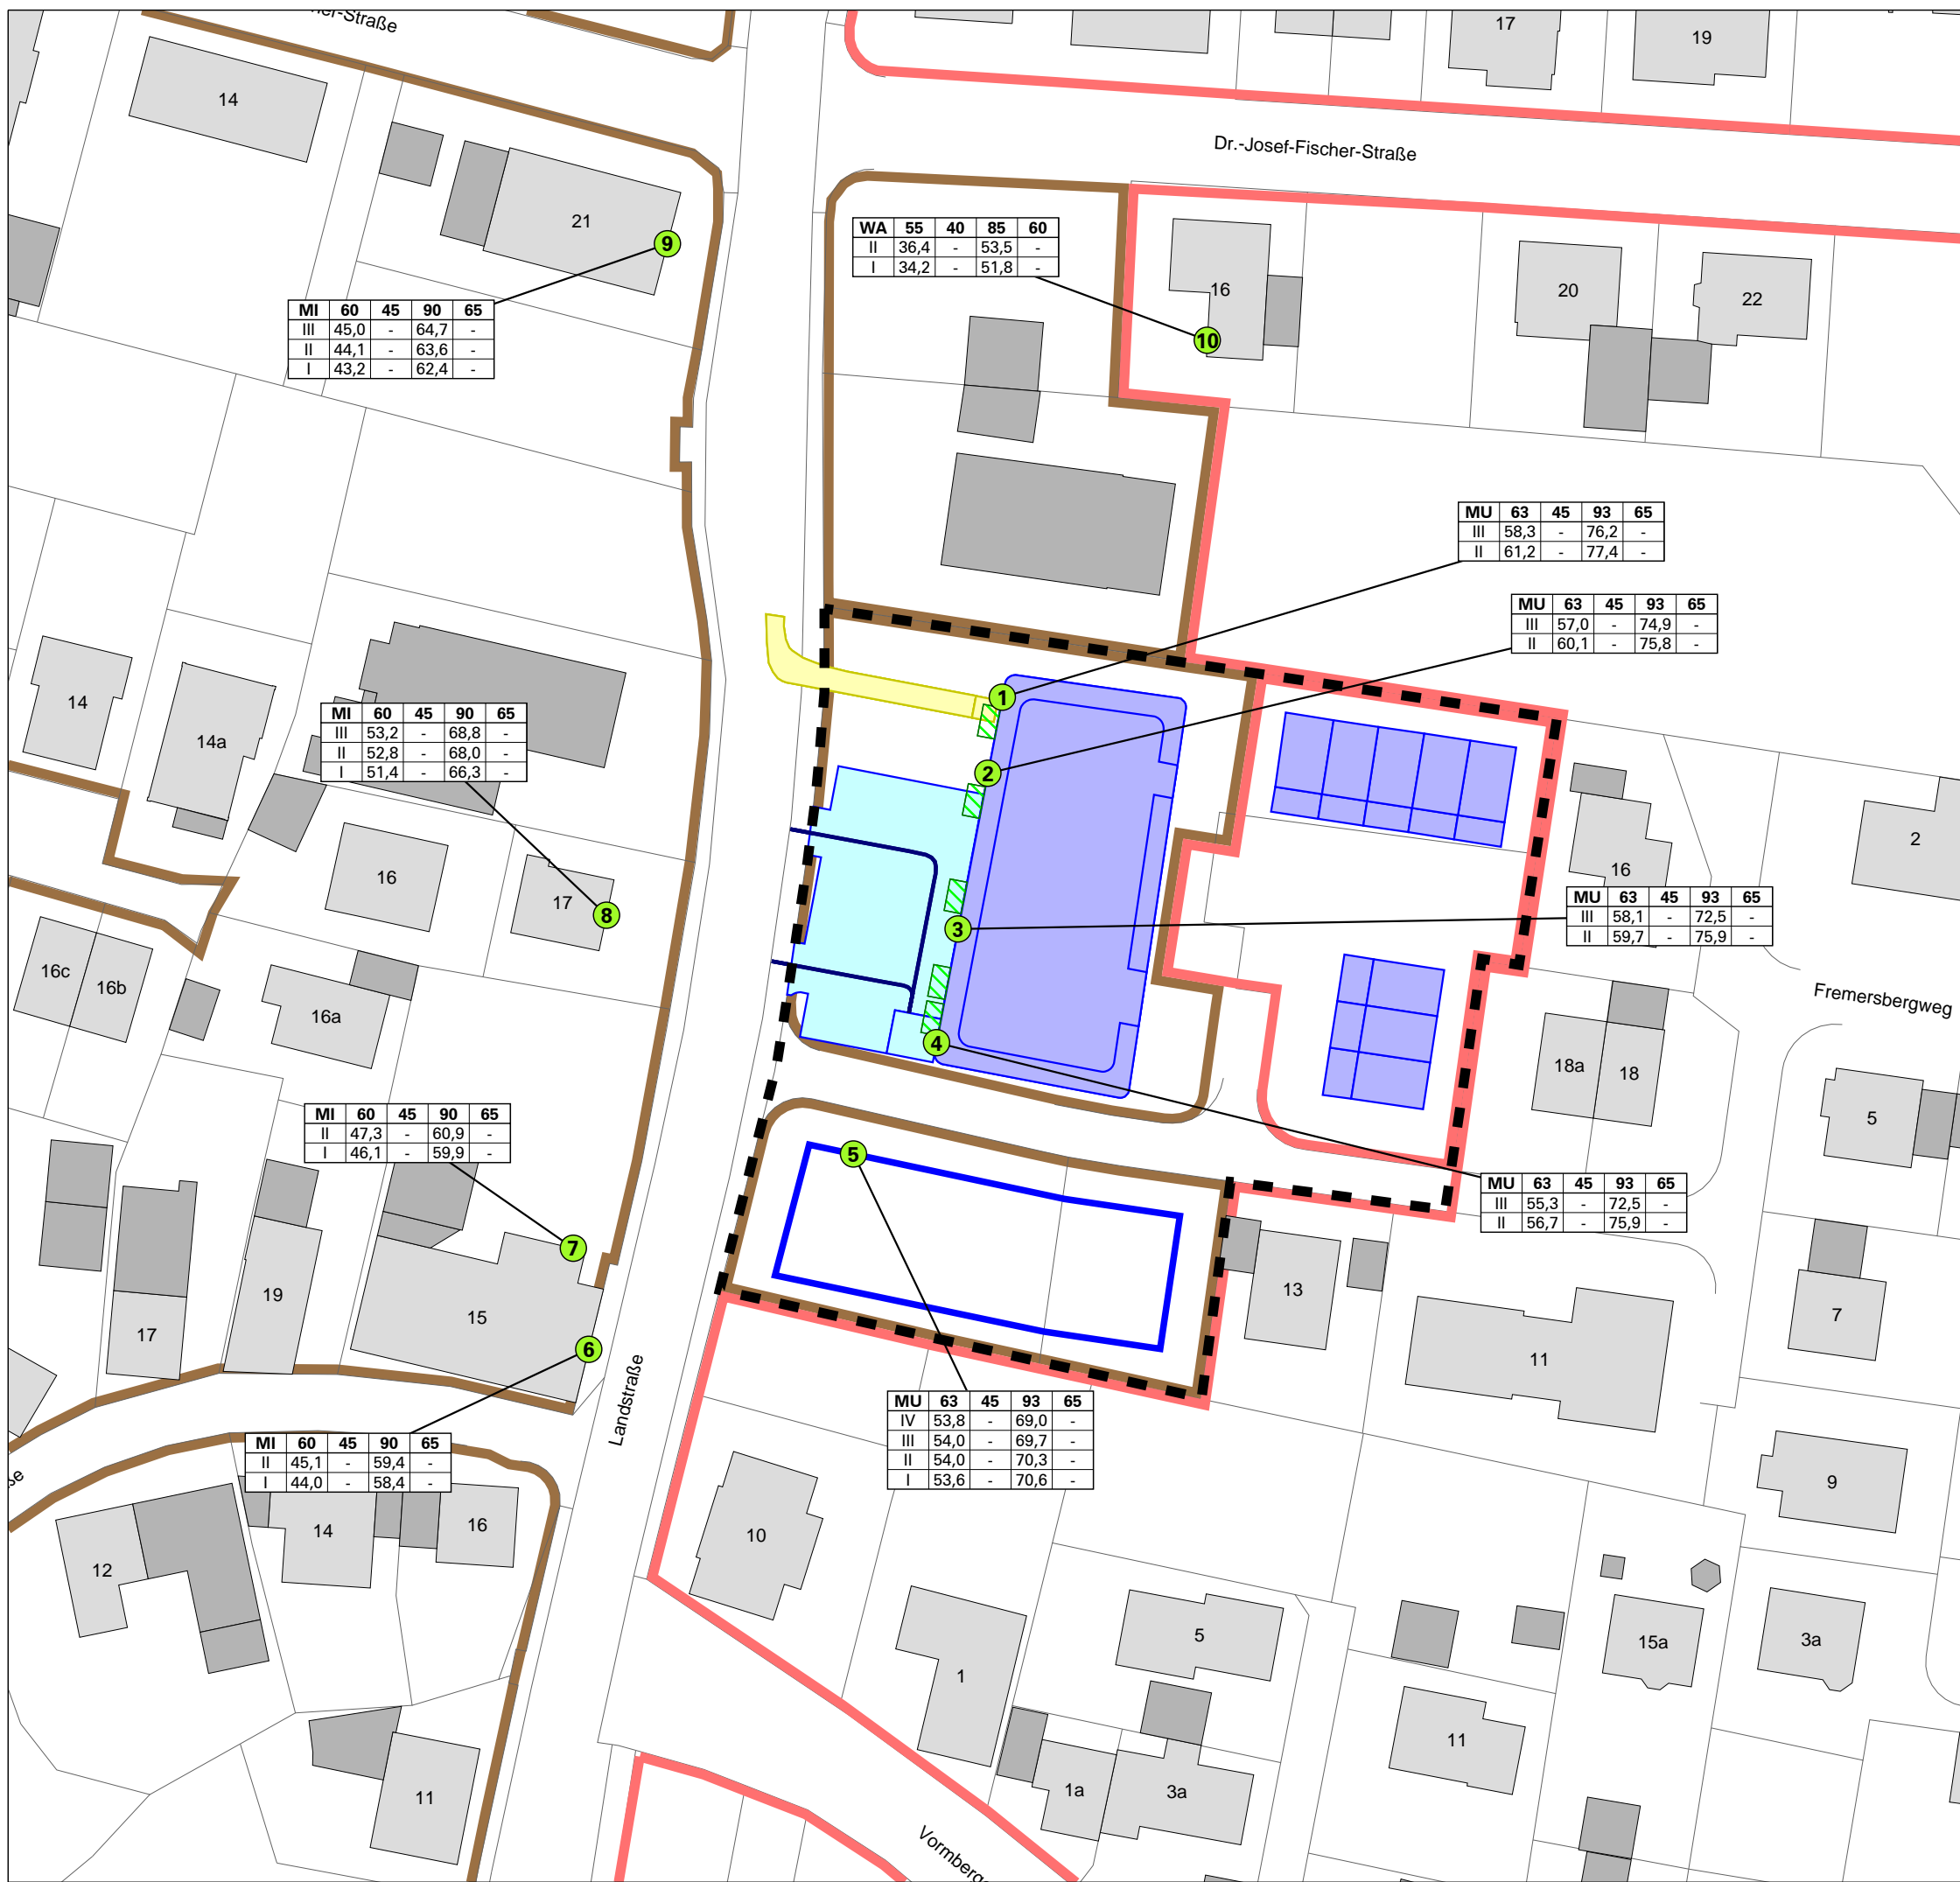 er-Straße
17
19
14
Dr.-Josef-Fischer-Straße
21
9
WA 55 40 85 60
II 36,4 - 53,5 -
I 34,2 - 51,8 -
16
20
22
10
MI 60 45 90 65
III 45,0 - 64,7 -
II 44,1 - 63,6 -
I 43,2 - 62,4 -
MU 63 45 93 65
III 58,3 - 76,2 -
II 61,2 - 77,4 -
MU 63 45 93 65
III 57,0 - 74,9 -
II 60,1 - 75,8 -
1
14
14a
MI 60 45 90 65
III 53,2 - 68,8 -
II 52,8 - 68,0 -
I 51,4 - 66,3 -
2
2
16
16
17
8
MU 63 45 93 65
III 58,1 - 72,5 -
II 59,7 - 75,9 -
3
16c
16b
16a
Fremersbergweg
4
18a
18
5
MI 60 45 90 65
II 47,3 - 60,9 -
I 46,1 - 59,9 -
5
MU 63 45 93 65
III 55,3 - 72,5 -
II 56,7 - 75,9 -
7
19
15
13
7
17
6
11
Landstraße
MU 63 45 93 65
IV 53,8 - 69,0 -
III 54,0 - 69,7 -
II 54,0 - 70,3 -
I 53,6 - 70,6 -
MI 60 45 90 65
II 45,1 - 59,4 -
I 44,0 - 58,4 -
ße
9
12
14
16
10
1
5
15a
3a
11
11
1a
3a
Vormberge